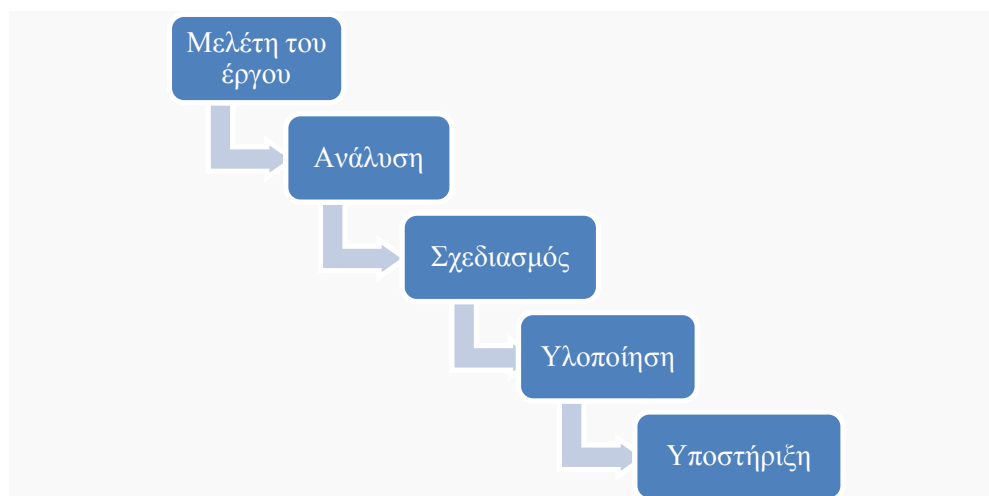 Μελέτη του
έργου
Ανάλυση
Σχεδιασμός
Υλοποίηση
Υποστήριξη